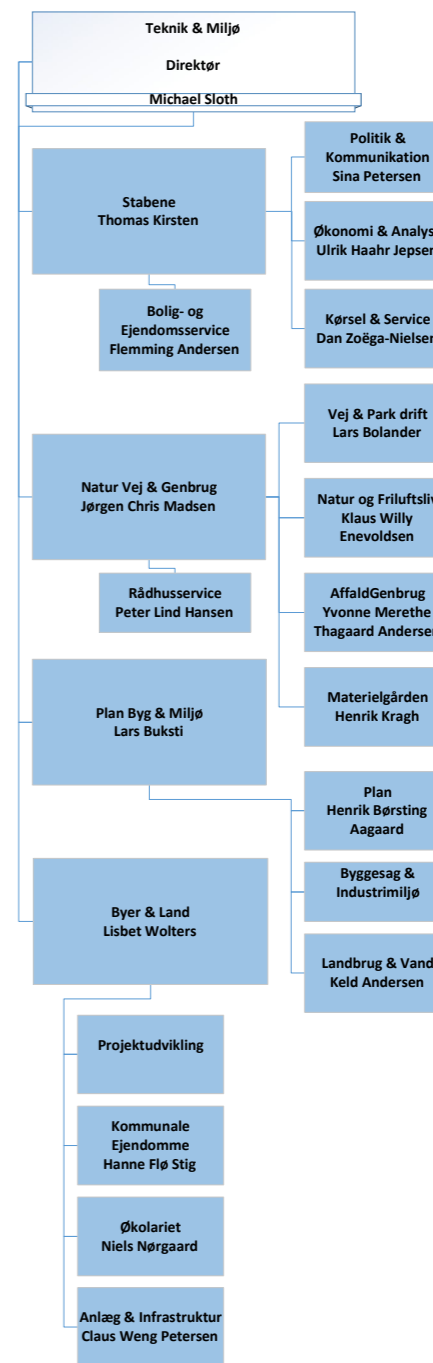 Teknik & Miljø
Direktør
Michael Sloth
Stabene
Thomas Kirsten
Politik &
Kommunikation
Sina Petersen
Økonomi & Analys
Ulrik Haahr Jepsen
Kørsel & Service
Dan Zoëga-Nielsen
Bolig- og
Ejendomsservice
Flemming Andersen
Natur Vej & Genbrug
Jørgen Chris Madsen
Vej & Park drift
Lars Bolander
Natur og Friluftsliv
Klaus Willy
Enevoldsen
AffaldGenbrug
Yvonne Merethe
Thagaard Andersen
Materielgården
Henrik Kragh
Rådhusservice
Peter Lind Hansen
Plan Byg & Miljø
Lars Buksti
Plan
Henrik Børsting
Aagaard
Byggesag &
Industrimiljø
Landbrug & Vand
Keld Andersen
Byer & Land
Lisbet Wolters
Projektudvikling
Kommunale
Ejendomme
Hanne Flø Stig
Økolariet
Niels Nørgaard
Anlæg & Infrastruktur
Claus Weng Petersen